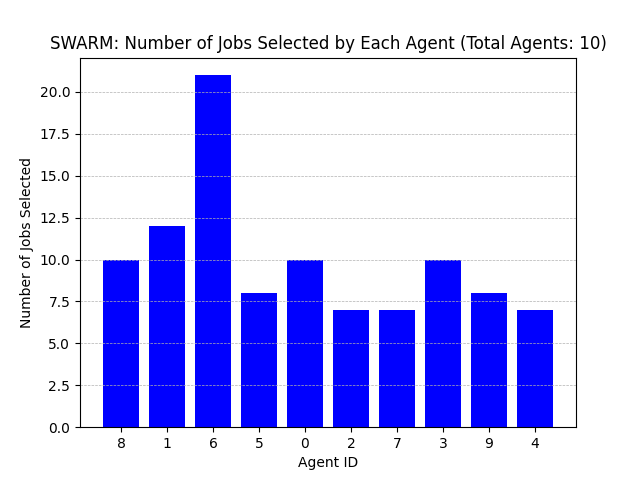 SWARM: Number of Jobs Selected by Each Agent (Total Agents: 10)
Number of Jobs Selected
20.0
17.5
15.0
12.5
10.0
7.5
5.0
2.5
0.0
8 1 6 5 0 2 7 3 9 4
Agent ID